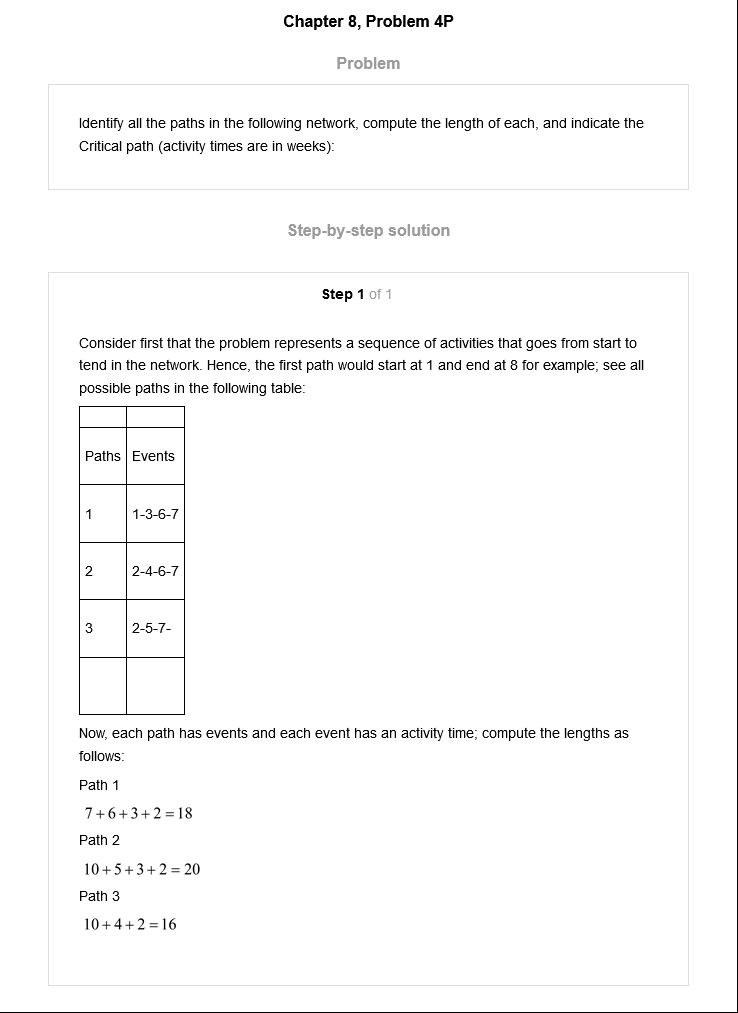 Chapter 8, Problem 4P
Problem
Identify all the paths in the following network, compute the length of each, and indicate the
Critical path (activity times are in weeks):
Step-by-step solution
Step 1 of 1
Consider first that the problem represents a sequence of activities that goes from start to
tend in the network. Hence, the first path would start at 1 and end at 8 for example; see all
possible paths in the following table:
Paths Events
1 1-3-6-7
2 2-4-6-7
3 2-5-7-
Now, each path has events and each event has an activity time; compute the lengths as
follows:
Path 1
7+6+3+2=18
Path 2
10+5+3+2=20
Path 3
10+4+2=16